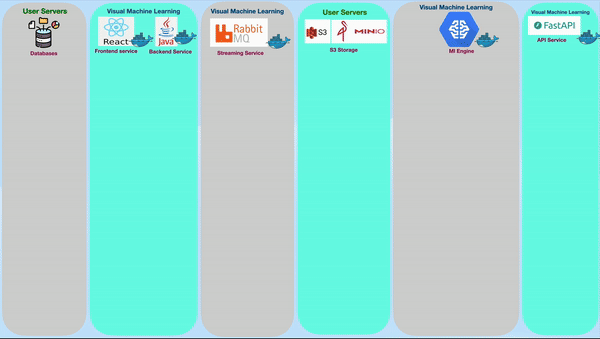 User Servers
Databases
Visual Machine Learning
React
Java
Frontend service
Backend Service
Visual Machine Learning
Rabbit
MQ
Streaming Service
User Servers
S3
MINIO
S3 Storage
Visual Machine Learning
MI Engine
Visual Machine Learning
FastAPI
API Service